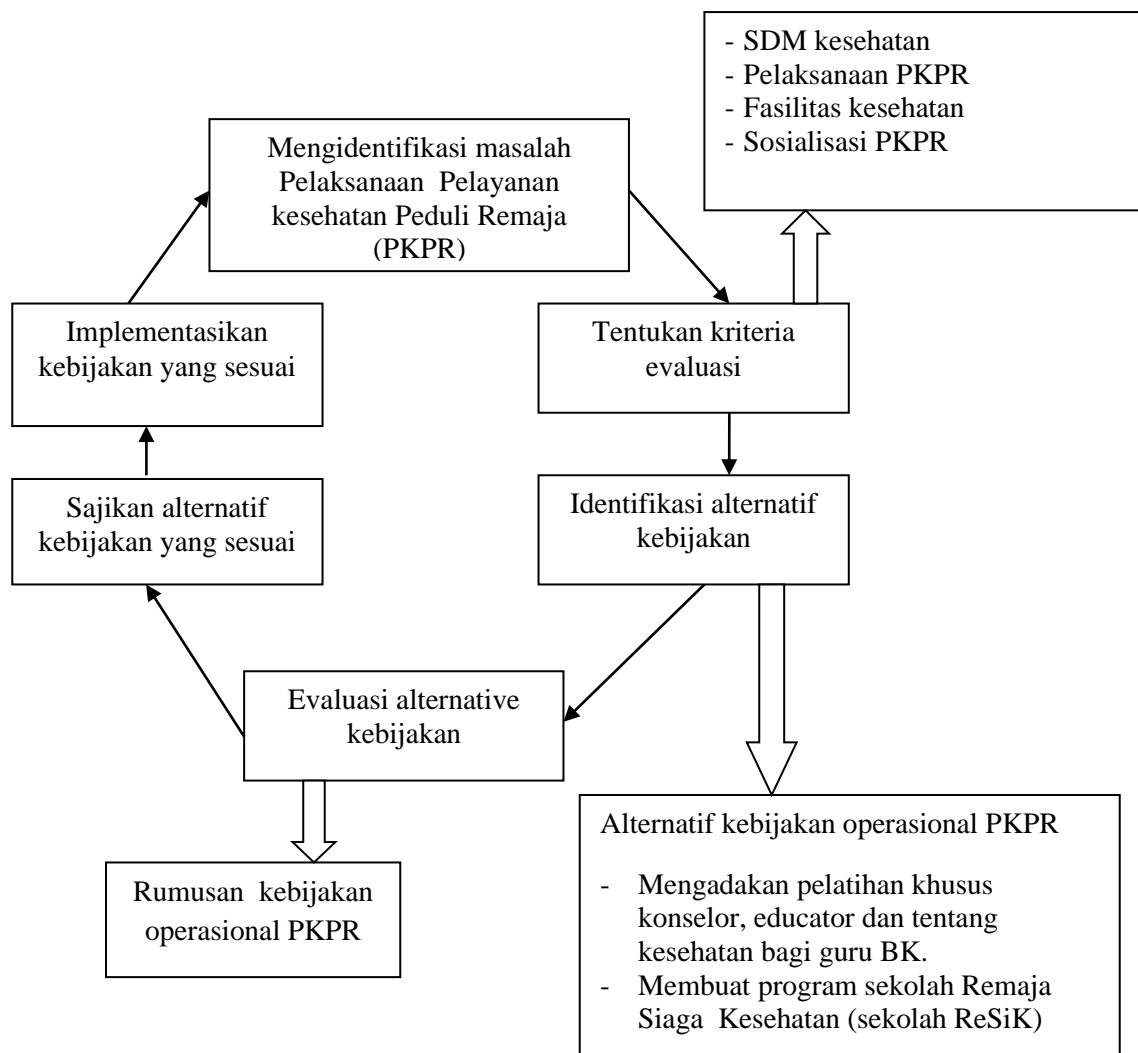 - SDM kesehatan
- Pelaksanaan PKPR
- Fasilitas kesehatan
- Sosialisasi PKPR
Mengidentifikasi masalah
Pelaksanaan Pelayanan
kesehatan Peduli Remaja
(PKPR)
Implementasikan
kebijakan yang sesuai
Tentukan kriteria
evaluasi
Sajikan alternatif
kebijakan yang sesuai
Identifikasi alternatif
kebijakan
Evaluasi alternative
kebijakan
Alternatif kebijakan operasional PKPR
- Mengadakan pelatihan khusus
konselor, educator dan tentang
kesehatan bagi guru BK.
- Membuat program sekolah Remaja
Siaga Kesehatan (sekolah ReSiK)
Rumusan kebijakan
operasional PKPR